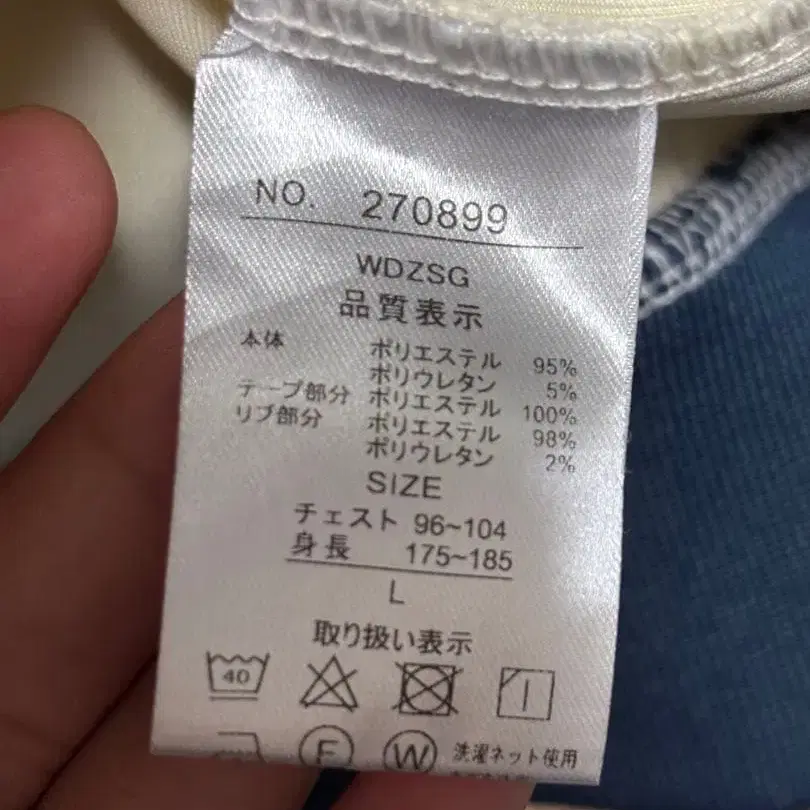 NO. 270899
WDZSG
品質表示
本体 ポリエステル 95%
ポリウレタン 5%
テープ部分 ポリエステル 100%
リブ部分 ポリエステル 98%
ポリウレタン 2%
SIZE
チェスト 96~104
身長 175~185
L
取り扱い表示
40
F W 洗濯ネット使用